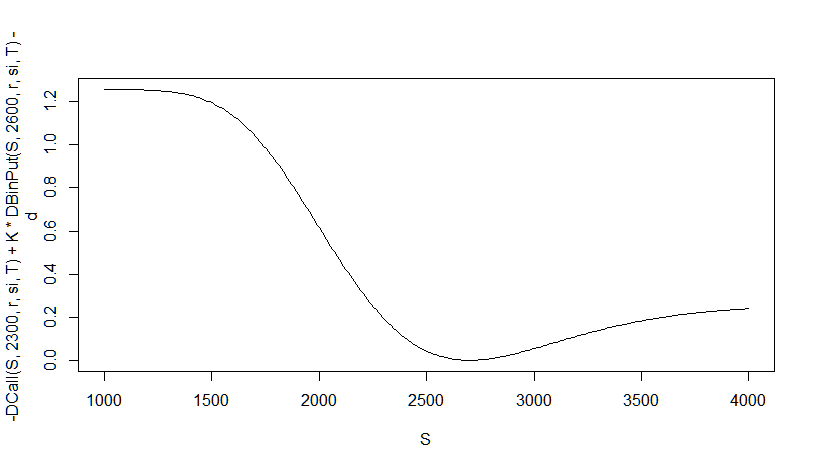 -DCall(S, 2300, r, si, T) + K * DBinPut(S, 2600, r, si, T) -
d
1.2
1.0
0.8
0.6
0.4
0.2
0.0
1000 1500 2000 2500 3000 3500 4000
S